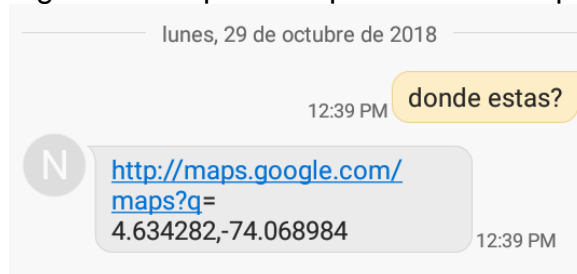 lunes, 29 de octubre de 2018
donde estas?
12:39 PM
N
http://maps.google.com/
maps?q=
4.634282,-74.068984
12:39 PM